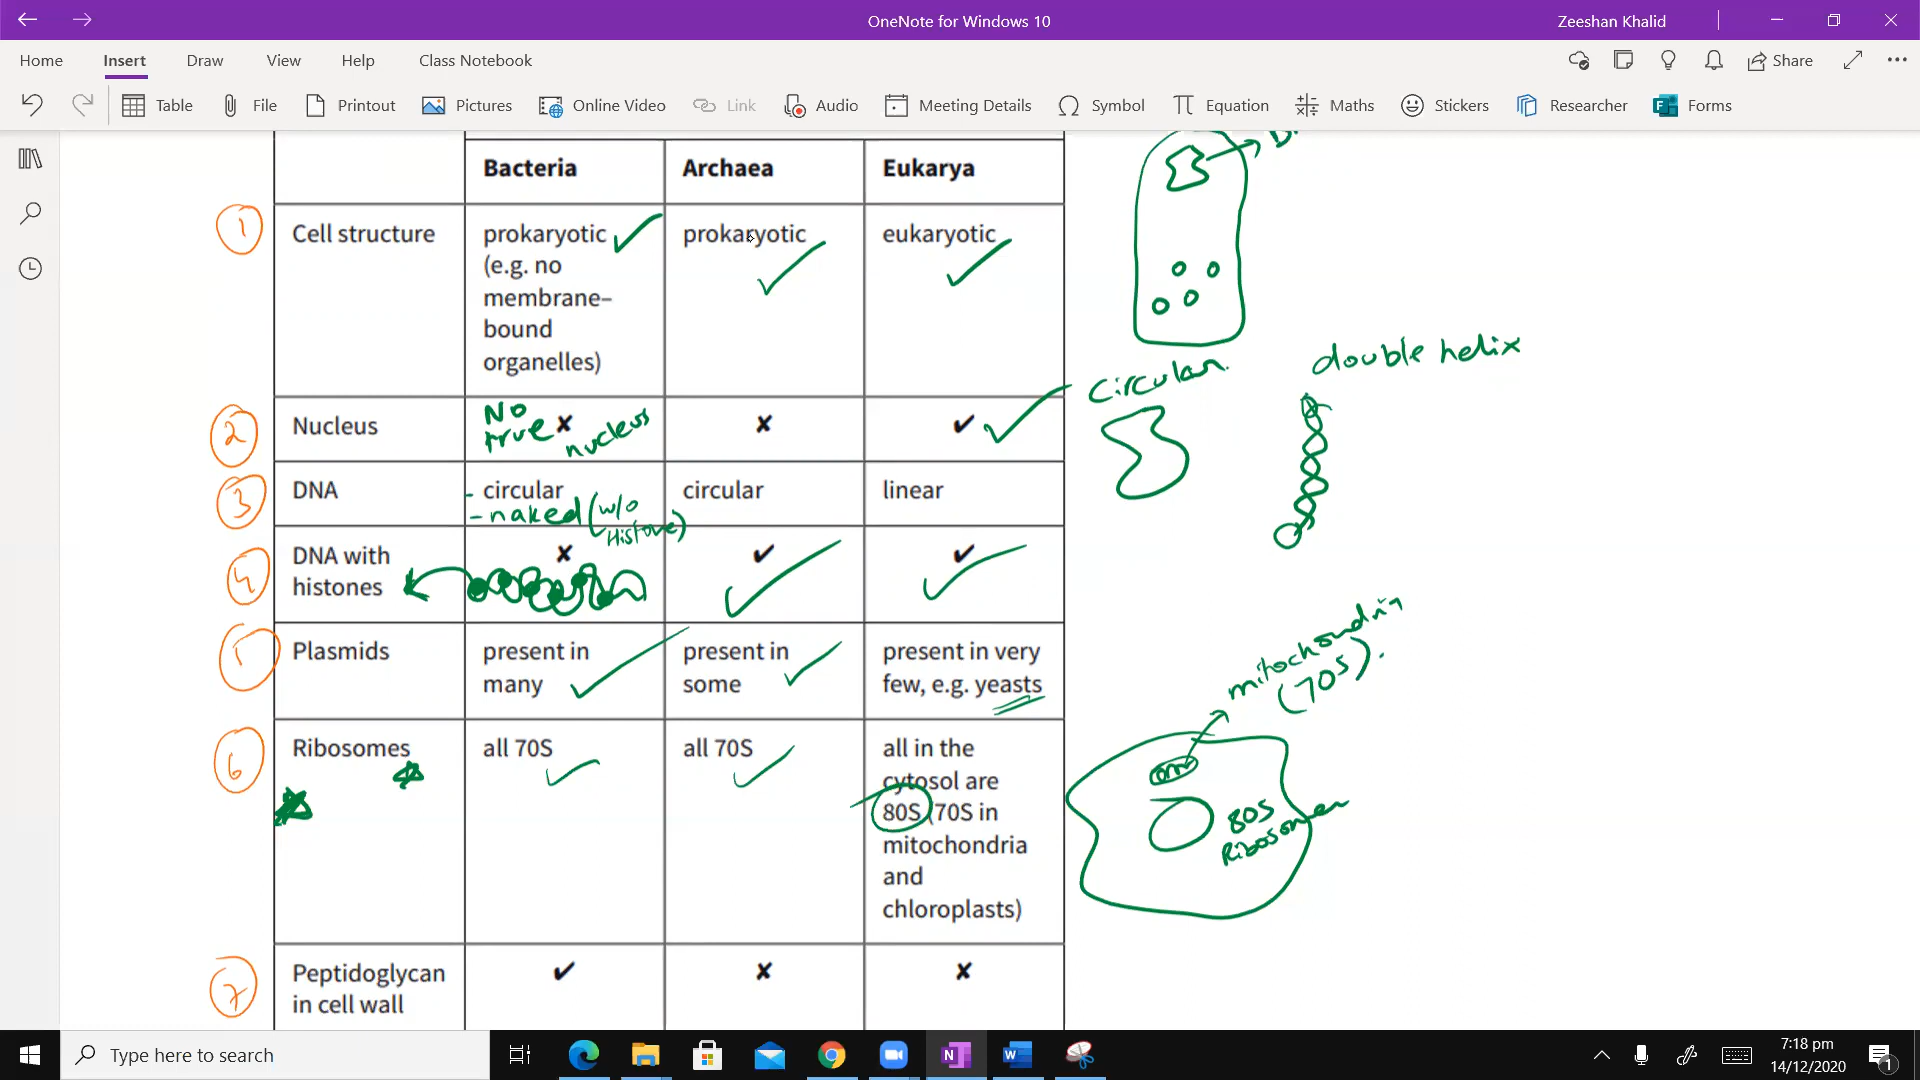 OneNote for Windows 10
Zeeshan Khalid
Home Insert Draw View Help Class Notebook
Share
Table File Printout Pictures Online Video Link Audio Meeting Details Symbol Equation Maths Stickers Researcher Forms
Bacteria Archaea Eukarya
1 Cell structure
prokaryotic
(e.g. no
membrane–
bound
organelles)
prokaryotic
eukaryotic
2 Nucleus
No
true ✘ nucleus
✘
✔
3 DNA
- circular
- naked (w/o
Histone)
circular
linear
4 DNA with
histones
✘
✔
✔
Plasmids
present in
many
present in
some
present in very
few, e.g. yeasts
6 Ribosomes
all 70S
all 70S
all in the
cytosol are
80S (70S in
mitochondria
and
chloroplasts)
7 Peptidoglycan
in cell wall
✔
✘
✘
circular
double helix
mitochondria
(70S).
80S
Ribosomes
Type here to search
7:18 pm
14/12/2020
1